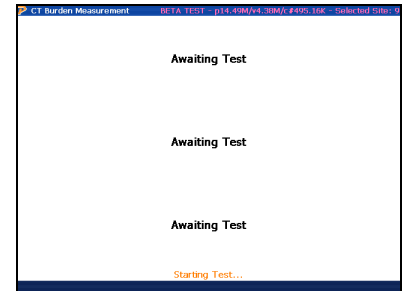 CT Burden Measurement BETA TEST - p14.49M/v4.38M/c#495.16K - Selected Site: 9
Awaiting Test
Awaiting Test
Awaiting Test
Starting Test...